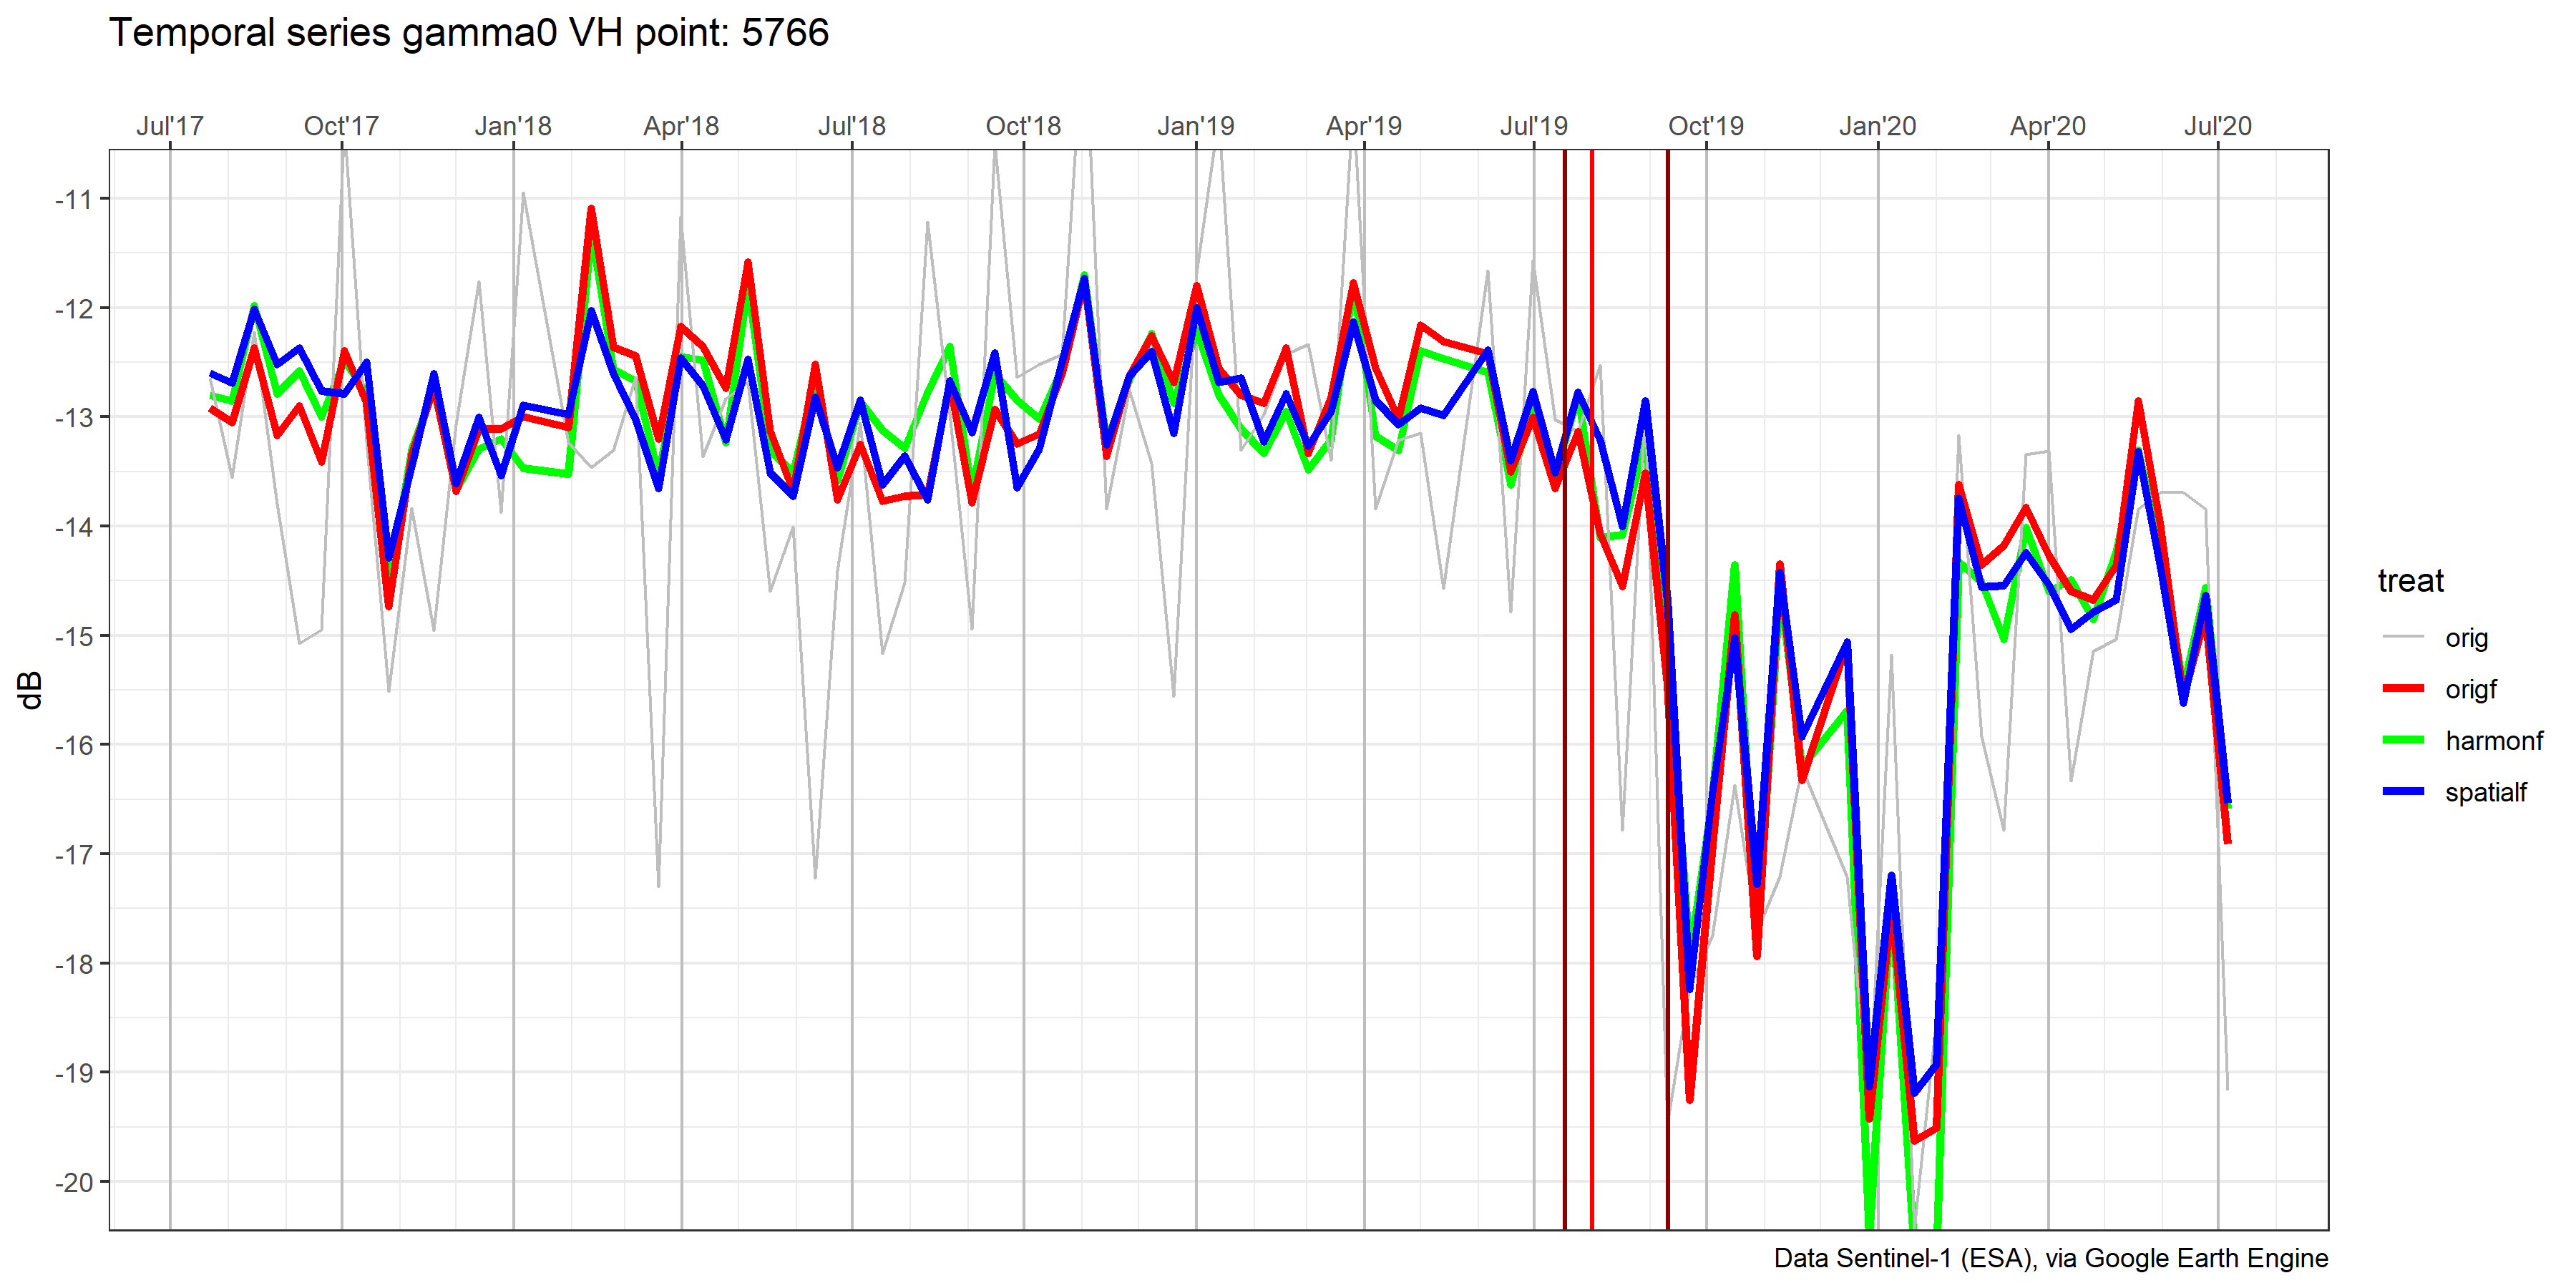 Temporal series gamma0 VH point: 5766
Jul'17 Oct'17 Jan'18 Apr'18 Jul'18 Oct'18 Jan'19 Apr'19 Jul'19 Oct'19 Jan'20 Apr'20 Jul'20
-11
-12
-13
-14
-15
-16
-17
-18
-19
-20
dB
treat
orig
origf
harmonf
spatialf
Data Sentinel-1 (ESA), via Google Earth Engine